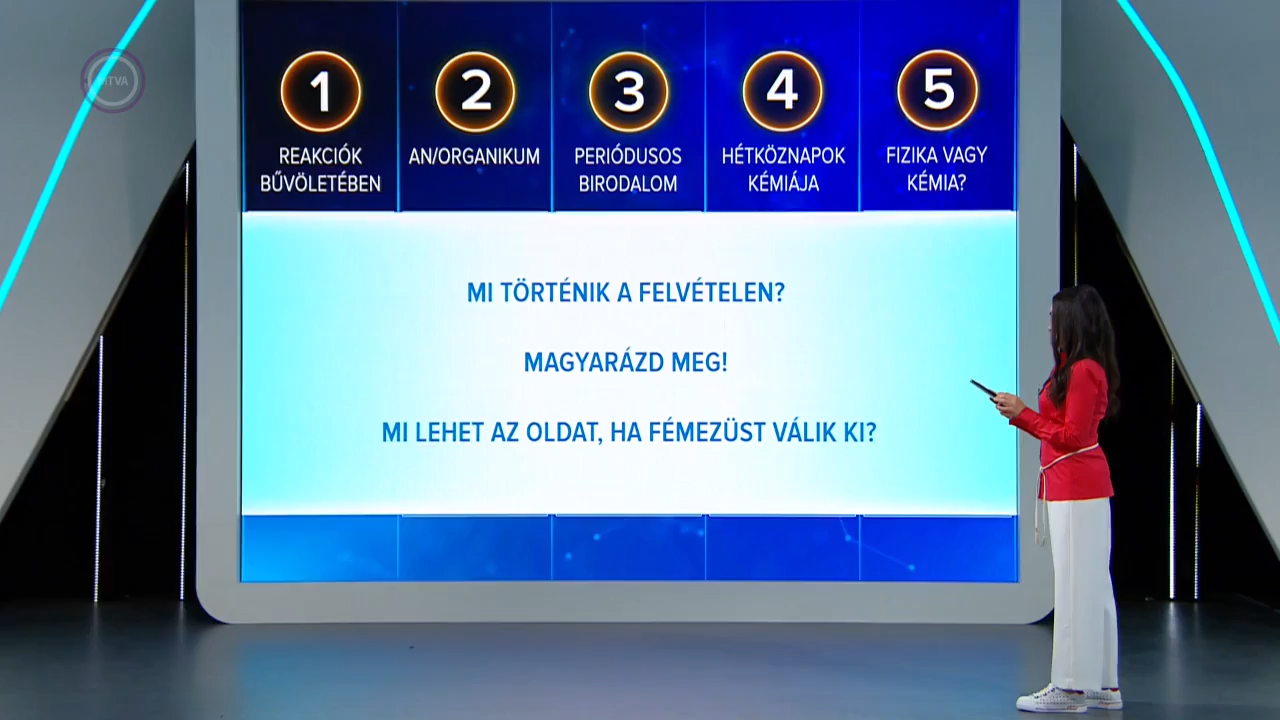 1
2
3
4
5
REAKCIÓK
BŰVÖLETÉBEN
AN/ORGANIKUM
PERIÓDUSOS
BIRODALOM
HÉTKÖZNAPOK
KÉMIÁJA
FIZIKA VAGY
KÉMIA?
MI TÖRTÉNIK A FELVÉTELEN?
MAGYARÁZD MEG!
MI LEHET AZ OLDAT, HA FÉMEZÜST VÁLIK KI?